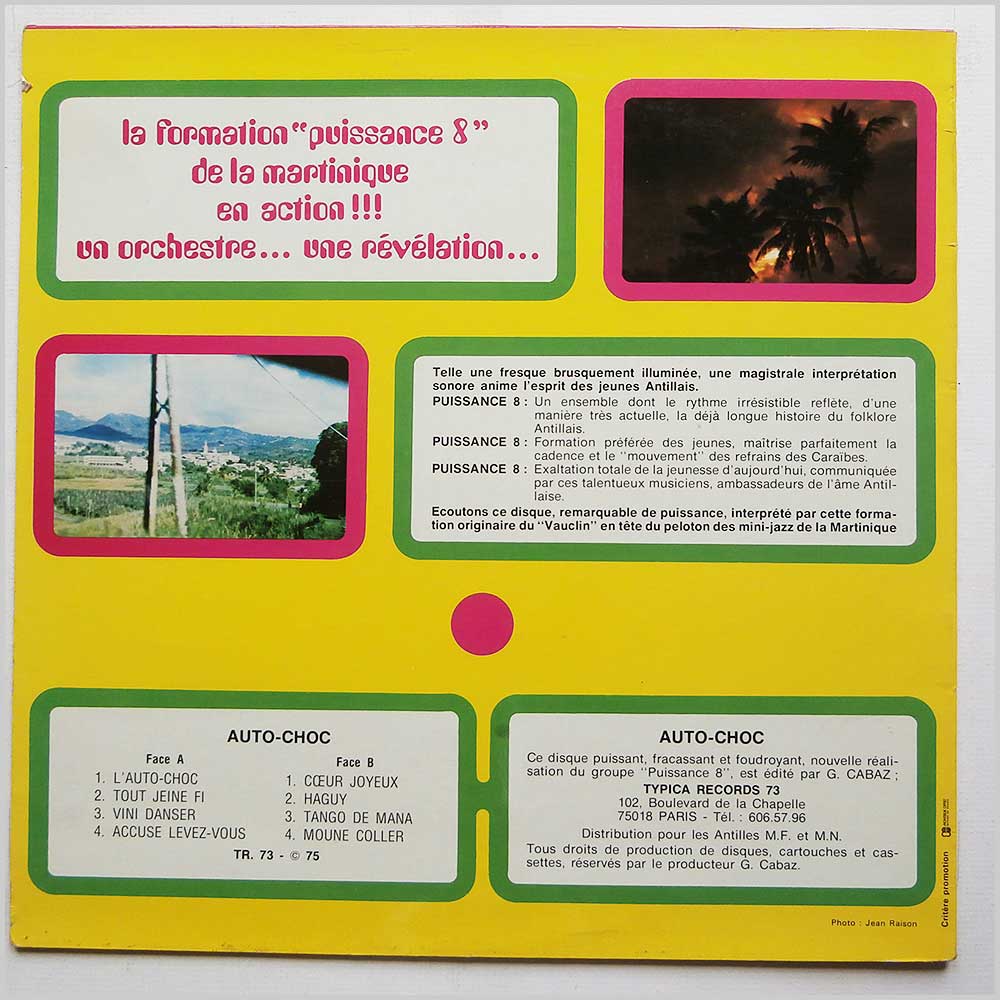 la formation "puissance 8"
de la martinique
en action!!!
un orchestre... une révélation...
Telle une fresque brusquement illuminée, une magistrale interprétation
sonore anime l'esprit des jeunes Antillais.
PUISSANCE 8 : Un ensemble dont le rythme irrésistible reflète, d'une
manière très actuelle, la déjà longue histoire du folklore
Antillais.
PUISSANCE 8 : Formation préférée des jeunes, maîtrise parfaitement la
cadence et le "mouvement" des refrains des Caraïbes.
PUISSANCE 8 : Exaltation totale de la jeunesse d'aujourd'hui, communiquée
par ces talentueux musiciens, ambassadeurs de l'âme Antil-
laise.
Ecoutons ce disque, remarquable de puissance, interprété par cette forma-
tion originaire du "Vauclin" en tête du peloton des mini-jazz de la Martinique
AUTO-CHOC
Face A
1. L'AUTO-CHOC
2. TOUT JEINE FI
3. VINI DANSER
4. ACCUSE LEVEZ-VOUS
Face B
1. CŒUR JOYEUX
2. HAGUY
3. TANGO DE MANA
4. MOUNE COLLER
TR. 73 - © 75
AUTO-CHOC
Ce disque puissant, fracassant et foudroyant, nouvelle réali-
sation du groupe "Puissance 8", est édité par G. CABAZ ;
TYPICA RECORDS 73
102, Boulevard de la Chapelle
75018 PARIS - Tél. : 606.57.96
Distribution pour les Antilles M.F. et M.N.
Tous droits de production de disques, cartouches et cas-
settes, réservés par le producteur G. Cabaz.
Photo : Jean Raison
Critère promotion